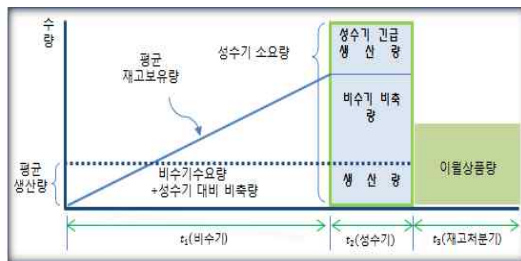 수
량
성수기 소요량
성수기 긴급
생 산 량
평균
재고보유량
비수기 비축
량
평균
생산량
비수기수요량
+성수기 대비 비축량
생 산 량
이월상품량
t₁(비수기)
t₂(성수기)
t₃(재고처분기)